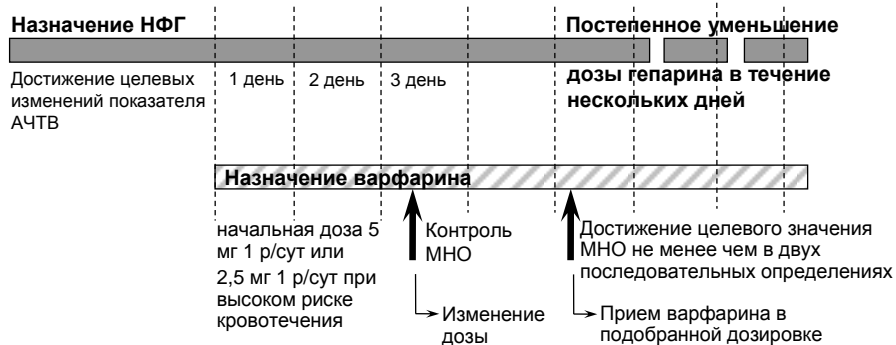 Назначение НФГ
Постепенное уменьшение
дозы гепарина в течение
нескольких дней
Достижение целевых
изменений показателя
АЧТВ
1 день
2 день
3 день
Назначение варфарина
начальная доза 5
мг 1 р/сут или
2,5 мг 1 р/сут при
высоком риске
кровотечения
Контроль
МНО
Изменение
дозы
Достижение целевого значения
МНО не менее чем в двух
последовательных определениях
Прием варфарина в
подобранной дозировке